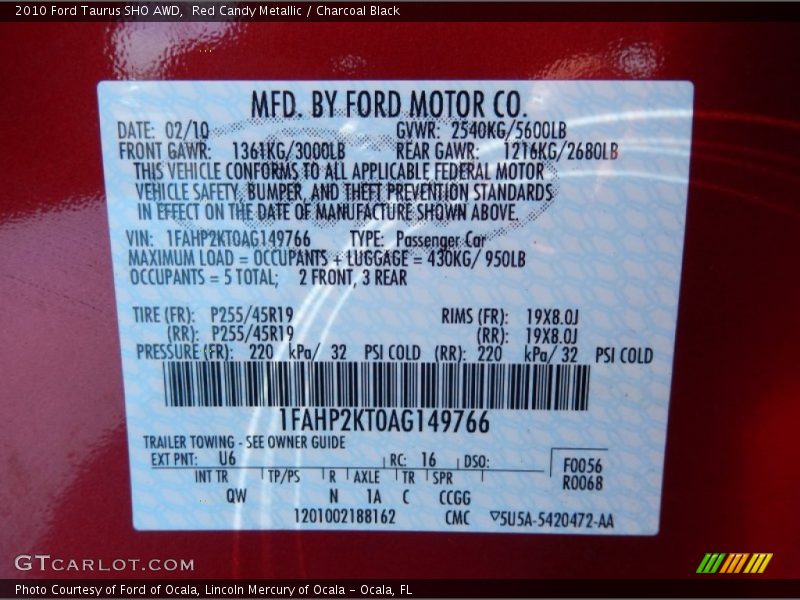 2010 Ford Taurus SHO AWD,  Red Candy Metallic / Charcoal Black
MFD. BY FORD MOTOR CO.
DATE: 02/10 GVWR: 2540KG/5600LB
FRONT GAWR: 1361KG/3000LB REAR GAWR: 1216KG/2680LB
THIS VEHICLE CONFORMS TO ALL APPLICABLE FEDERAL MOTOR
VEHICLE SAFETY, BUMPER, AND THEFT PREVENTION STANDARDS
IN EFFECT ON THE DATE OF MANUFACTURE SHOWN ABOVE.
VIN: 1FAHP2KT0AG149766 TYPE: Passenger Car
MAXIMUM LOAD = OCCUPANTS + LUGGAGE = 430KG/ 950LB
OCCUPANTS = 5 TOTAL; 2 FRONT, 3 REAR
TIRE (FR): P255/45R19 RIMS (FR): 19X8.0J
(RR): P255/45R19 (RR): 19X8.0J
PRESSURE (FR): 220 kPa/ 32 PSI COLD (RR): 220 kPa/ 32 PSI COLD
1FAHP2KT0AG149766
TRAILER TOWING - SEE OWNER GUIDE
EXT PNT: U6 RC: 16 DSO: F0056
INT TR TP/PS R AXLE TR SPR R0068
QW N 1A C CCGG
1201002188162 CMC ▽5U5A-5420472-AA
GTCARLOT.COM
Photo Courtesy of Ford of Ocala, Lincoln Mercury of Ocala – Ocala, FL